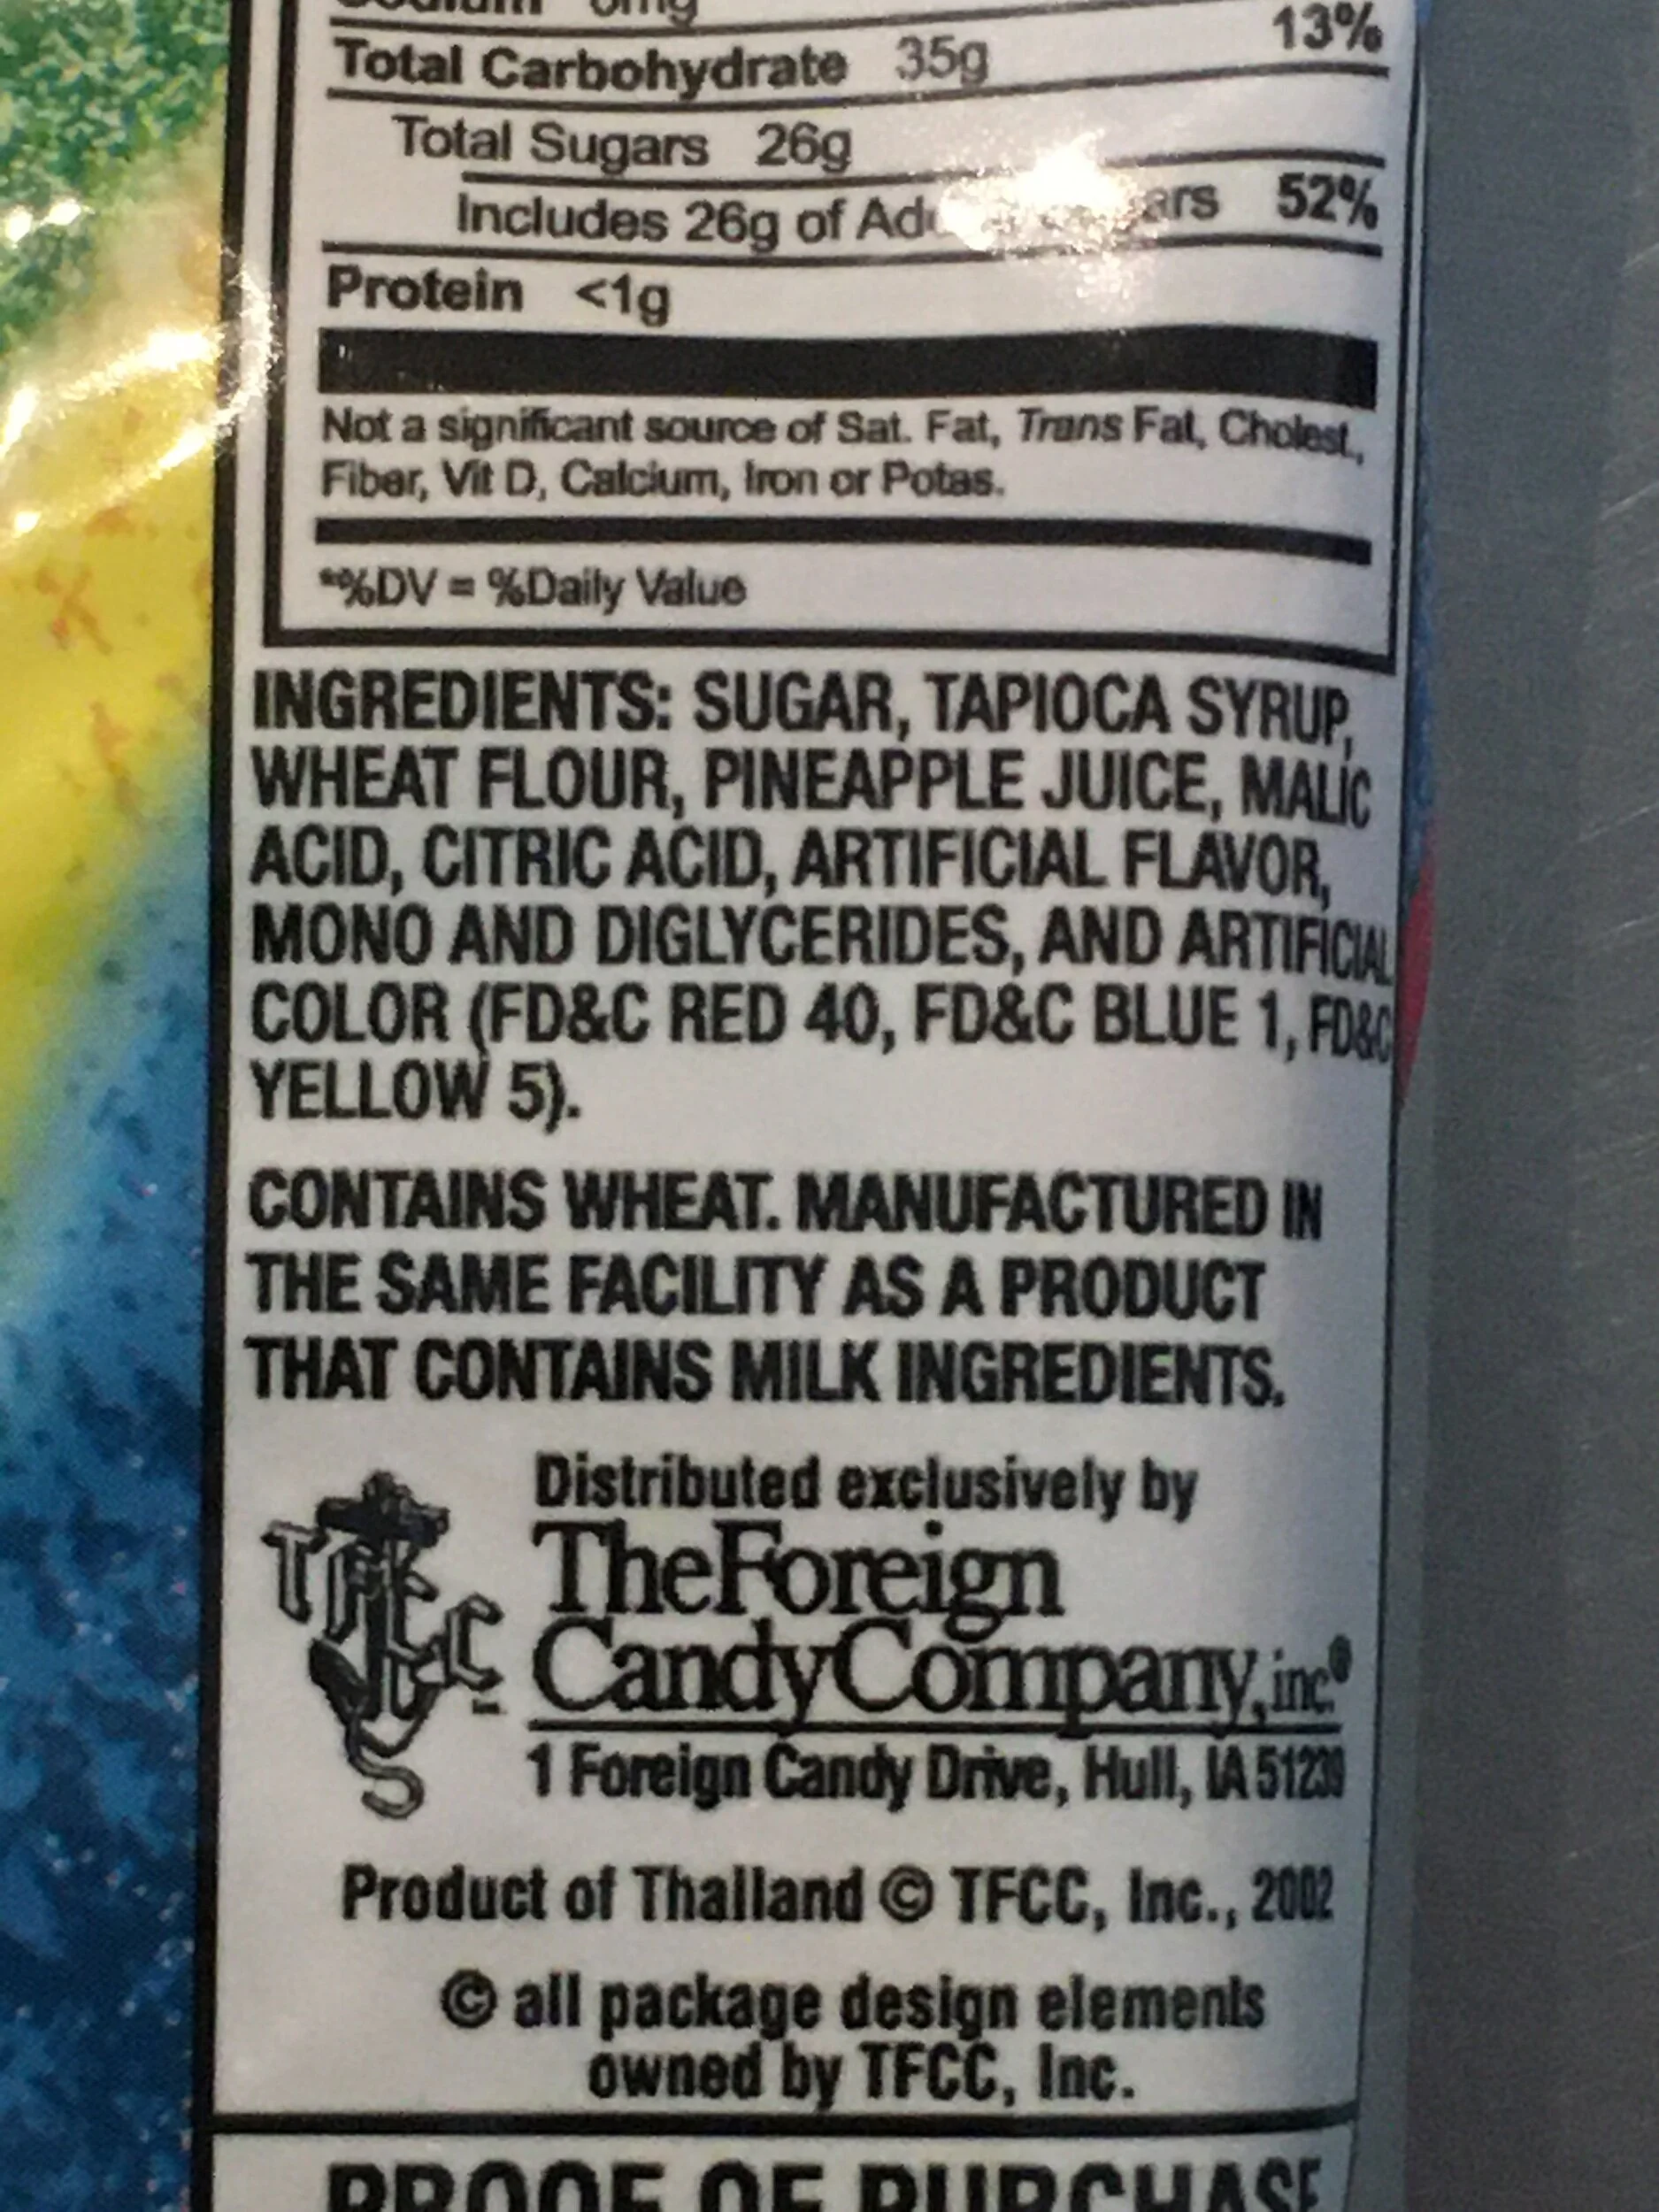 Sodium 0mg
Total Carbohydrate 35g 13%
Total Sugars 26g
Includes 26g of 52%
Protein <1g
Not a significant source of Sat. Fat, Trans Fat, Cholest.,
Fiber, Vit D, Calcium, Iron or Potas.
**%DV = %Daily Value
INGREDIENTS: SUGAR, TAPIOCA SYRUP,
WHEAT FLOUR, PINEAPPLE JUICE, MALIC
ACID, CITRIC ACID, ARTIFICIAL FLAVOR,
MONO AND DIGLYCERIDES, AND ARTIFICIAL
COLOR (FD&C RED 40, FD&C BLUE 1, FD&C
YELLOW 5).
CONTAINS WHEAT. MANUFACTURED IN
THE SAME FACILITY AS A PRODUCT
THAT CONTAINS MILK INGREDIENTS.
Distributed exclusively by
TFCC
S
TheForeign
CandyCompany, inc.®
1 Foreign Candy Drive, Hull, IA 51239
Product of Thailand © TFCC, Inc., 2002
© all package design elements
owned by TFCC, Inc.
PROOF OF PURCHASE